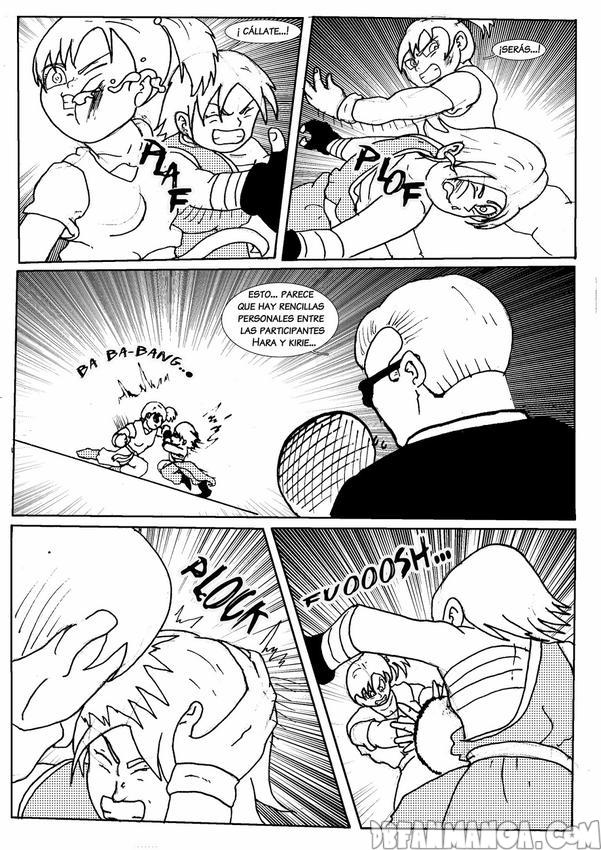 ¡ CÁLLATE...!
PLAF
¡SERÁS...!
PLOF
ESTO... PARECE
QUE HAY RENCILLAS
PERSONALES ENTRE
LAS PARTICIPANTES
HARA Y KIRIE...
BA BA-BANG...
PLOCK
FUOOOSH...
DBFANMANGA.COM